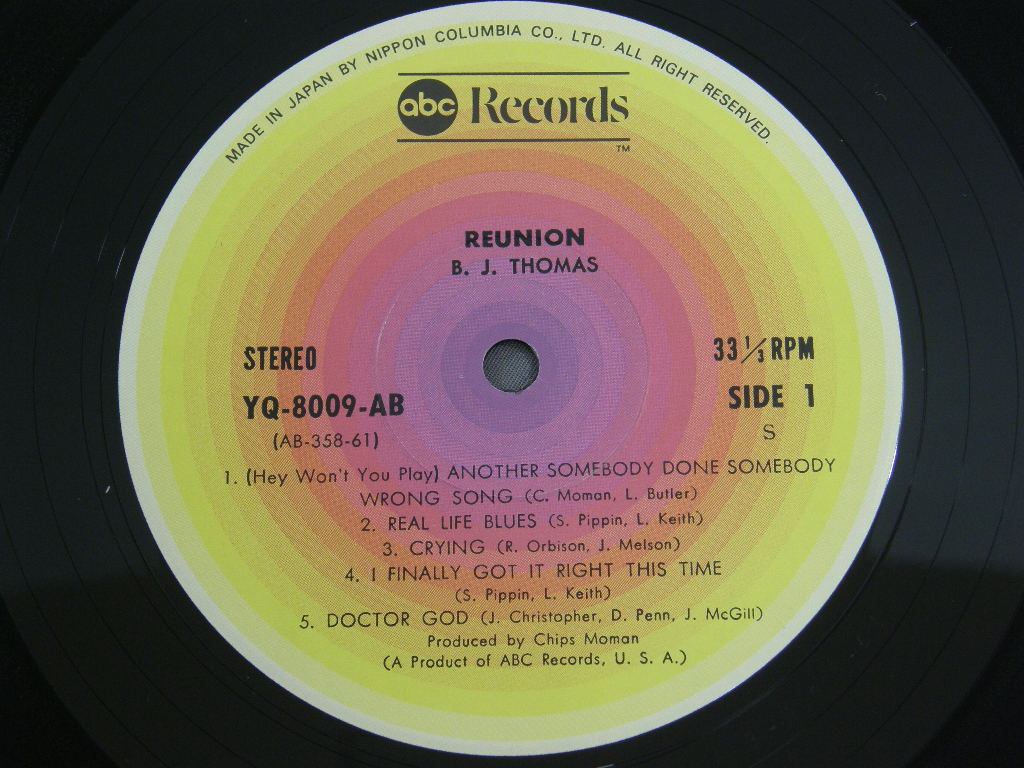 MADE IN JAPAN BY NIPPON COLUMBIA CO., LTD. ALL RIGHT RESERVED.
abc Records
TM
REUNION
B. J. THOMAS
STEREO
33 1/3 RPM
YQ-8009-AB
SIDE 1
(AB-358-61)
S
1. (Hey Won't You Play) ANOTHER SOMEBODY DONE SOMEBODY
WRONG SONG (C. Moman, L. Butler)
2. REAL LIFE BLUES (S. Pippin, L. Keith)
3. CRYING (R. Orbison, J. Melson)
4. I FINALLY GOT IT RIGHT THIS TIME
(S. Pippin, L. Keith)
5. DOCTOR GOD (J. Christopher, D. Penn, J. McGill)
Produced by Chips Moman
(A Product of ABC Records, U. S. A.)